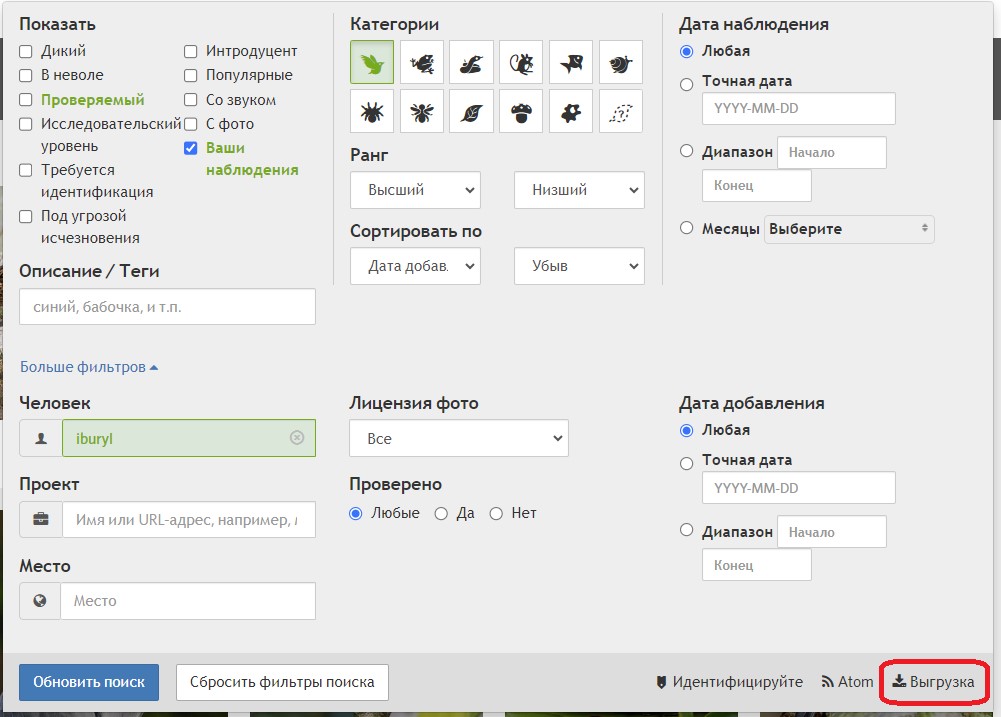 Показать
Дикий
Интродуцент
В неволе
Популярные
Проверяемый
Со звуком
Исследовательский
уровень
С фото
Ваши
наблюдения
Требуется
идентификация
Под угрозой
исчезновения
Описание / Теги
синий, бабочка, и т.п.
Категории
Ранг
Высший
Низший
Сортировать по
Дата добав.
Убыв
Дата наблюдения
Любая
Точная дата
YYYY-MM-DD
Диапазон
Начало
Конец
Месяцы
Выберите
Больше фильтров
Человек
iburyl
Проект
Имя или URL-адрес, например,
Место
Место
Лицензия фото
Все
Проверено
Любые
Да
Нет
Дата добавления
Любая
Точная дата
YYYY-MM-DD
Диапазон
Начало
Конец
Обновить поиск
Сбросить фильтры поиска
Идентифицируйте
Atom
Выгрузка